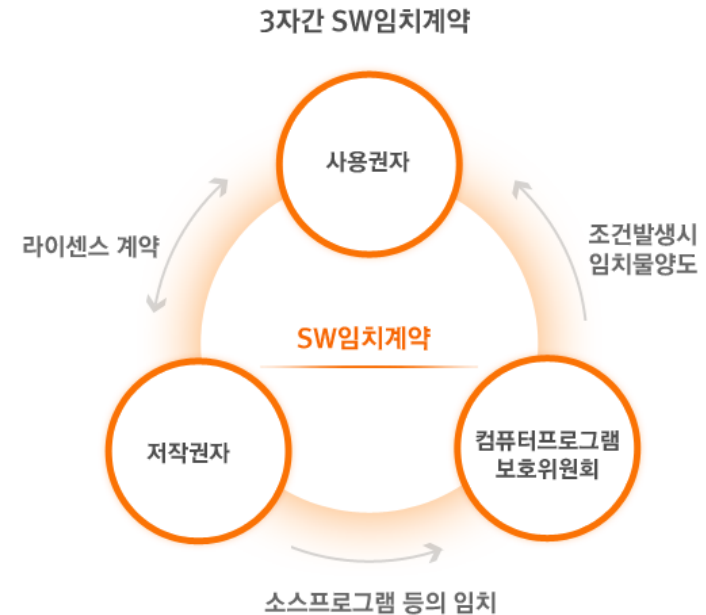 3자간 SW임치계약
사용권자
라이센스 계약
조건발생시
임치물양도
SW임치계약
저작권자
컴퓨터프로그램
보호위원회
소스프로그램 등의 임치